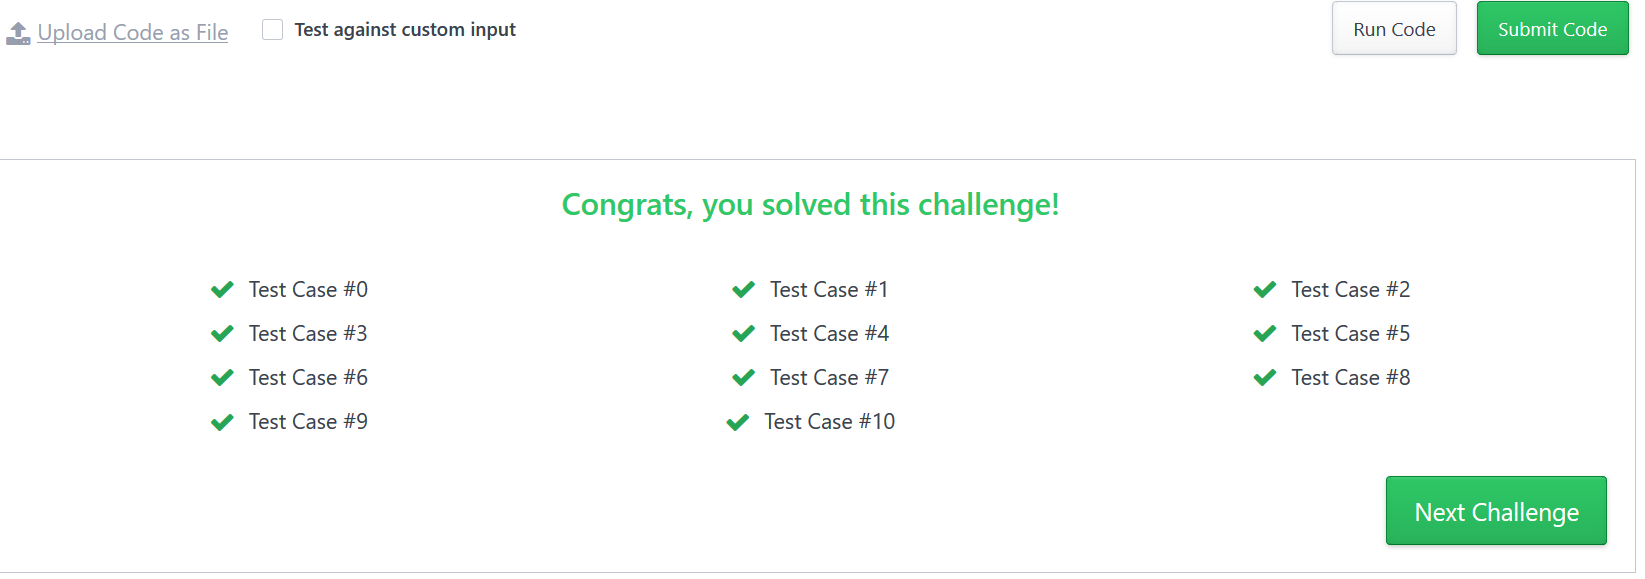 Upload Code as File Test against custom input Run Code Submit Code
Congrats, you solved this challenge!
Test Case #0 Test Case #1 Test Case #2
Test Case #3 Test Case #4 Test Case #5
Test Case #6 Test Case #7 Test Case #8
Test Case #9 Test Case #10
Next Challenge